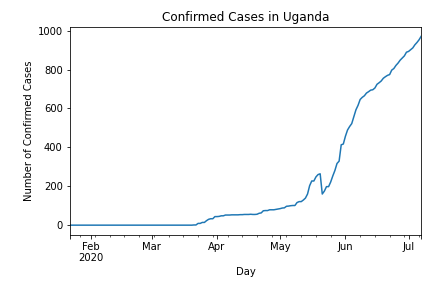 Confirmed Cases in Uganda
1000
800
600
400
200
0
Number of Confirmed Cases
Feb Mar Apr May Jun Jul
2020
Day